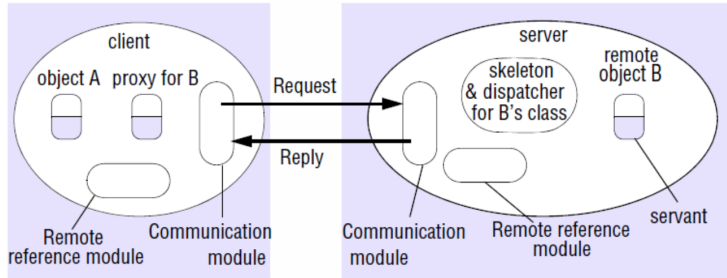 client
object A proxy for B
Request
Reply
Remote
reference module
Communication
module
server
skeleton
& dispatcher
for B's class
remote
object B
Communication
module
Remote reference
module
servant